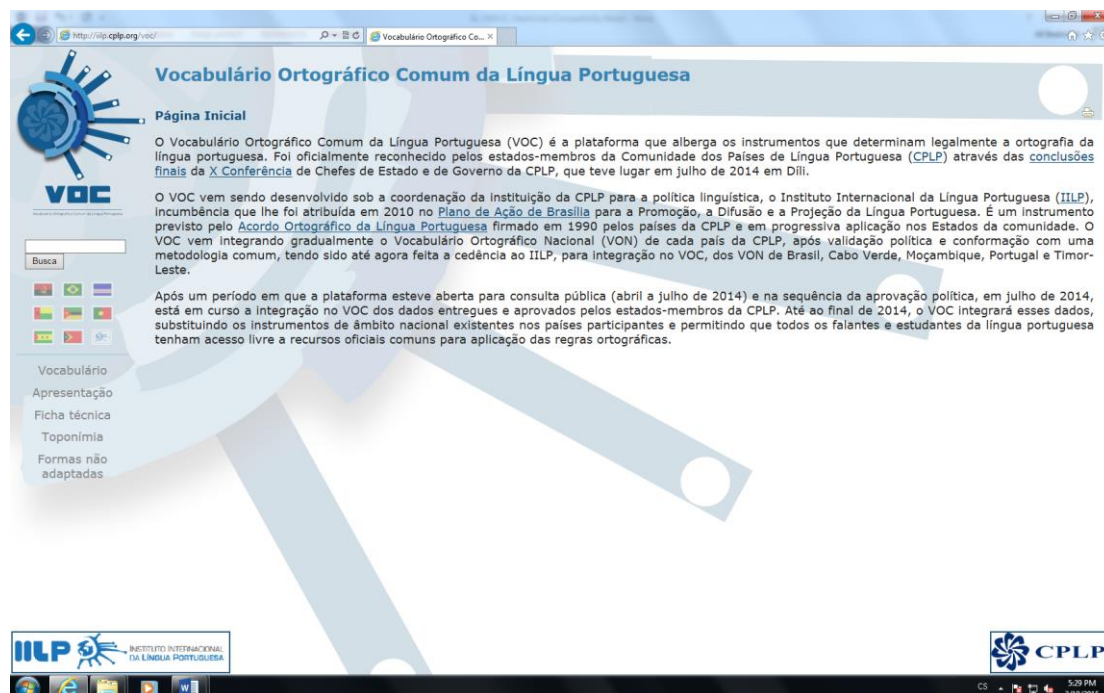 http://iilp.cplp.org/voc/
Vocabulário Ortográfico Co...
VOC
Busca
Vocabulário
Apresentação
Ficha técnica
Toponímia
Formas não
adaptadas
Vocabulário Ortográfico Comum da Língua Portuguesa
Página Inicial
O Vocabulário Ortográfico Comum da Língua Portuguesa (VOC) é a plataforma que alberga os instrumentos que determinam legalmente a ortografia da
língua portuguesa. Foi oficialmente reconhecido pelos estados-membros da Comunidade dos Países de Língua Portuguesa (CPLP) através das conclusões
finais da X Conferência de Chefes de Estado e de Governo da CPLP, que teve lugar em julho de 2014 em Díli.
O VOC vem sendo desenvolvido sob a coordenação da instituição da CPLP para a política linguística, o Instituto Internacional da Língua Portuguesa (IILP),
incumbência que lhe foi atribuída em 2010 no Plano de Ação de Brasília para a Promoção, a Difusão e a Projeção da Língua Portuguesa. É um instrumento
previsto pelo Acordo Ortográfico da Língua Portuguesa firmado em 1990 pelos países da CPLP e em progressiva aplicação nos Estados da comunidade. O
VOC vem integrando gradualmente o Vocabulário Ortográfico Nacional (VON) de cada país da CPLP, após validação política e conformação com uma
metodologia comum, tendo sido até agora feita a cedência ao IILP, para integração no VOC, dos VON de Brasil, Cabo Verde, Moçambique, Portugal e Timor-
Leste.
Após um período em que a plataforma esteve aberta para consulta pública (abril a julho de 2014) e na sequência da aprovação política, em julho de 2014,
está em curso a integração no VOC dos dados entregues e aprovados pelos estados-membros da CPLP. Até ao final de 2014, o VOC integrará esses dados,
substituindo os instrumentos de âmbito nacional existentes nos países participantes e permitindo que todos os falantes e estudantes da língua portuguesa
tenham acesso livre a recursos oficiais comuns para aplicação das regras ortográficas.
IILP
INSTITUTO INTERNACIONAL
DA LÍNGUA PORTUGUESA
CPLP
CS
5:29 PM